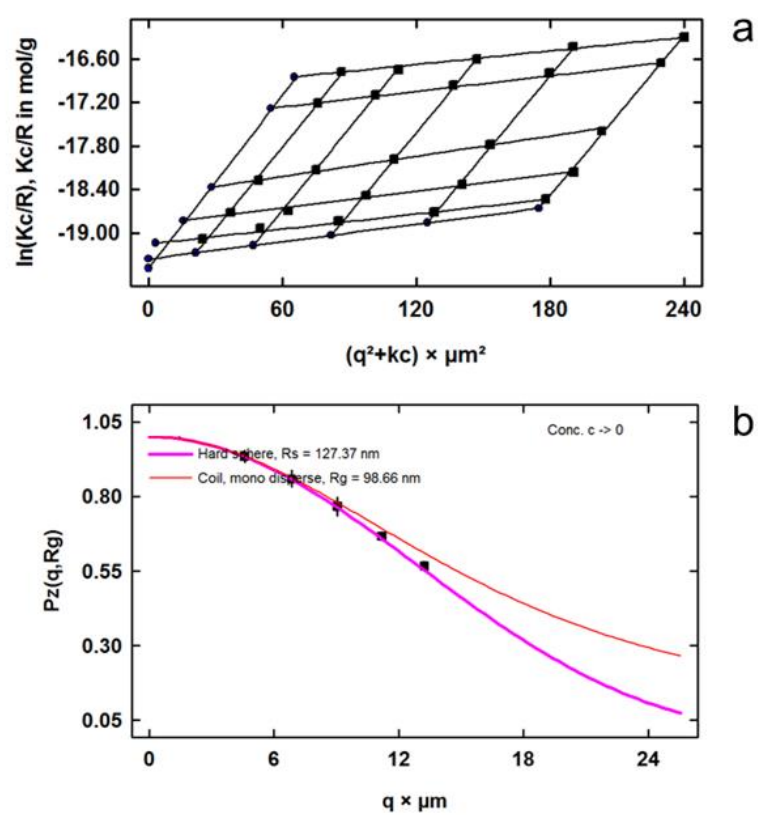 a
ln(Kc/R), Kc/R in mol/g
-16.60
-17.20
-17.80
-18.40
-19.00
0 60 120 180 240
(q²+kc) × µm²
b
Pz(q,Rg)
1.05
0.80
0.55
0.30
0.05
Conc. c -> 0
Hard sphere, Rs = 127.37 nm
Coil, mono disperse, Rg = 98.66 nm
0 6 12 18 24
q × µm